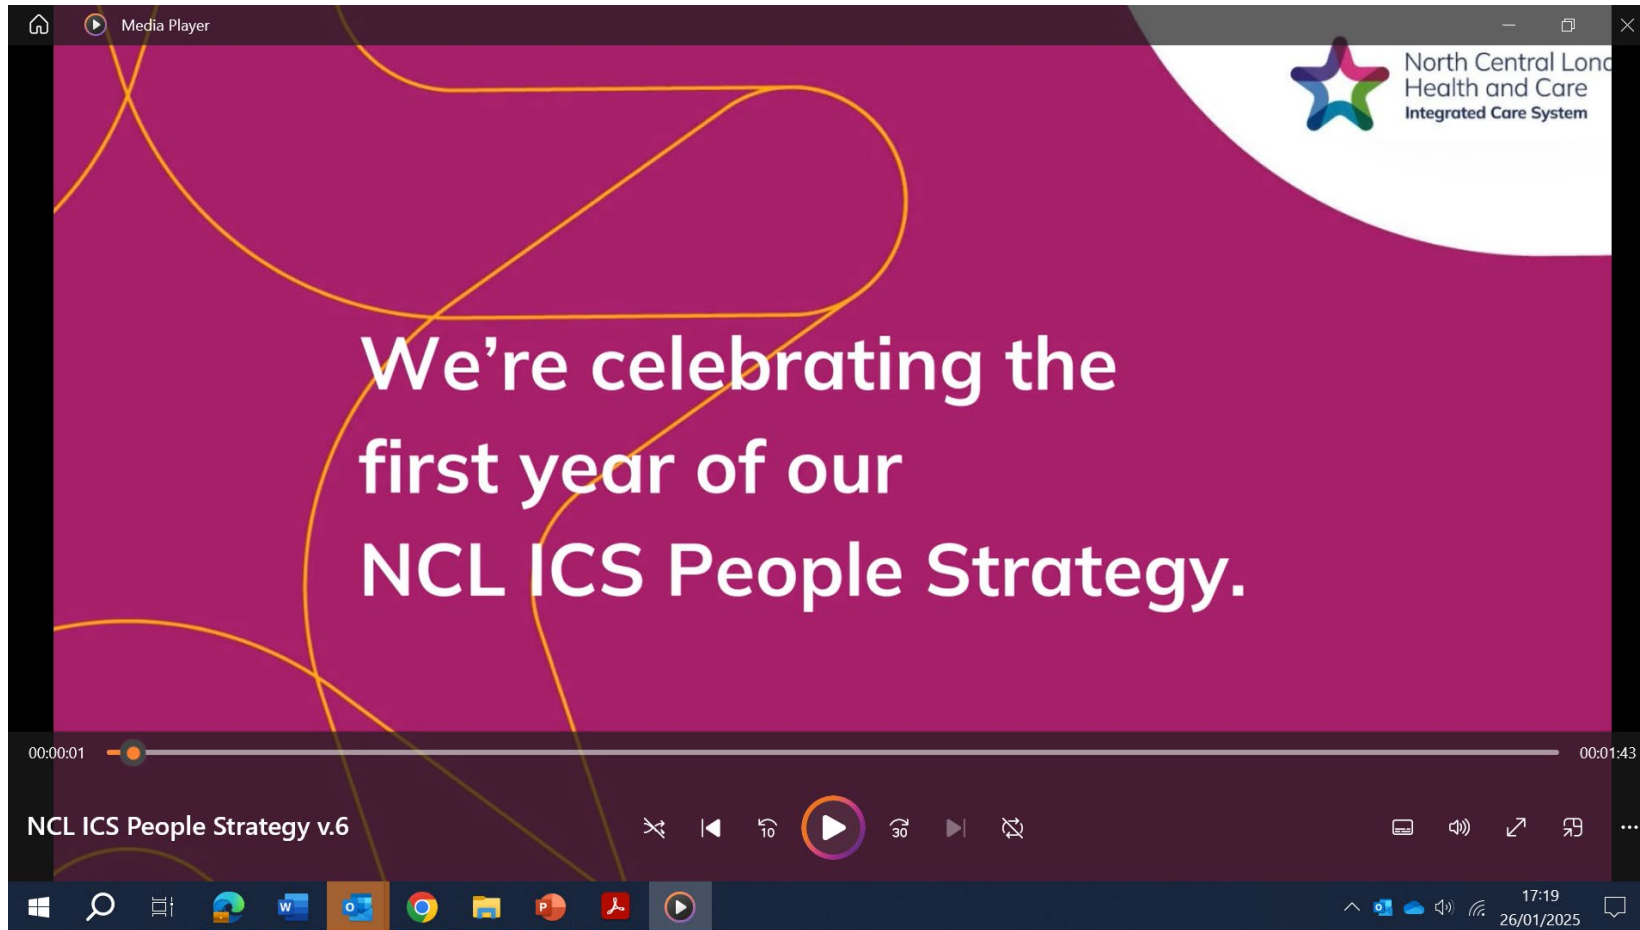 Media Player
North Central Lond
Health and Care
Integrated Care System
We're celebrating the
first year of our
NCL ICS People Strategy.
00:00:01
00:01:43
NCL ICS People Strategy v.6
10
30
17:19
26/01/2025